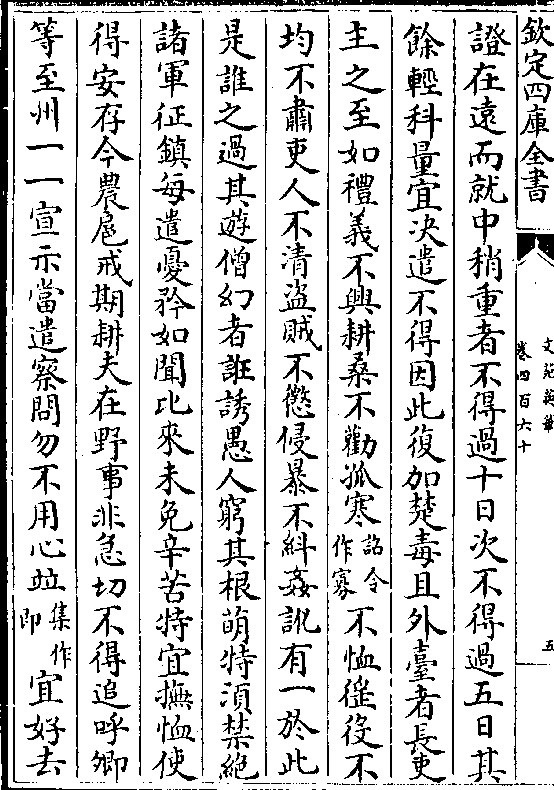 欽定四庫全書
文苑英華
卷四百六十
五
證在遠而就中稍重者不得過十日次不得過五日其
餘輕科量宜決遣不得因此復加楚毒且外臺者長吏
主之至如禮義不興耕桑不勸孤寒詔令作寡不恤徭役不
均不肅吏人不清盜賊不懲侵暴不糾姦訛有一於此
是誰之過其遊僧幻者誑誘愚人窮其根萌特須禁絶
諸軍征鎮每遣憂矜如聞比來未免辛苦特宜撫恤使
得安存今農扈戒期耕夫在野事非急切不得追呼卿
等至州一一宣示當遣察問勿不用心並集作即宜好去